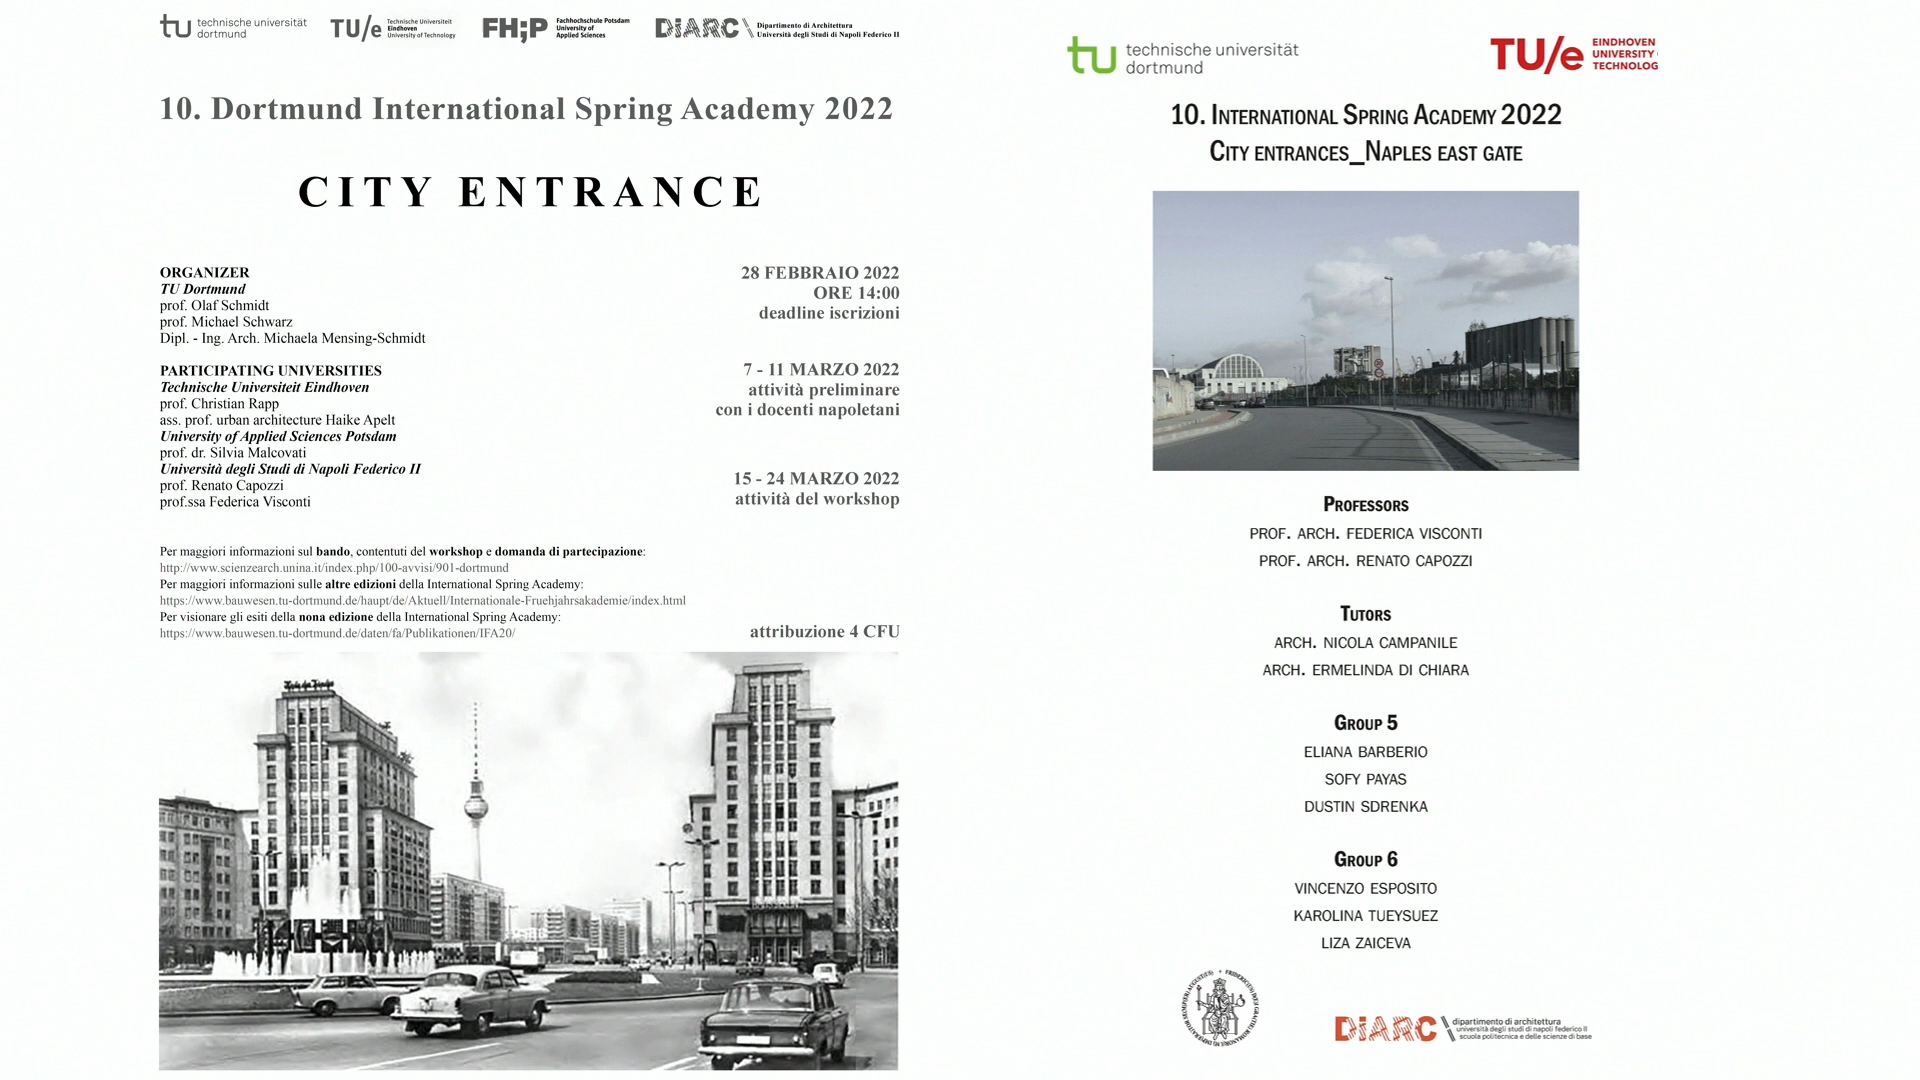 technische universität
dortmund
TU/e Technische Universiteit
Eindhoven
University of Technology
FH;P Fachhochschule Potsdam
University of
Applied Sciences
DiARC Dipartimento di Architettura
Università degli Studi di Napoli Federico II
10. Dortmund International Spring Academy 2022
CITY ENTRANCE
ORGANIZER
TU Dortmund
prof. Olaf Schmidt
prof. Michael Schwarz
Dipl. - Ing. Arch. Michaela Mensing-Schmidt
PARTICIPATING UNIVERSITIES
Technische Universiteit Eindhoven
prof. Christian Rapp
ass. prof. urban architecture Haike Apelt
University of Applied Sciences Potsdam
prof. dr. Silvia Malcovati
Università degli Studi di Napoli Federico II
prof. Renato Capozzi
prof.ssa Federica Visconti
28 FEBBRAIO 2022
ORE 14:00
deadline iscrizioni
7 - 11 MARZO 2022
attività preliminare
con i docenti napoletani
15 - 24 MARZO 2022
attività del workshop
Per maggiori informazioni sul bando, contenuti del workshop e domanda di partecipazione:
http://www.scienzearch.unina.it/index.php/100-avvisi/901-dortmund
Per maggiori informazioni sulle altre edizioni della International Spring Academy:
https://www.bauwesen.tu-dortmund.de/haupt/de/Aktuell/Internationale-Fruehjahrsakademie/index.html
Per visionare gli esiti della nona edizione della International Spring Academy:
https://www.bauwesen.tu-dortmund.de/daten/fa/Publikationen/IFA20/
attribuzione 4 CFU
tu technische universität
dortmund
TU/e EINDHOVEN
UNIVERSITY
TECHNOLOG
10. INTERNATIONAL SPRING ACADEMY 2022
CITY ENTRANCES_NAPLES EAST GATE
PROFESSORS
PROF. ARCH. FEDERICA VISCONTI
PROF. ARCH. RENATO CAPOZZI
TUTORS
ARCH. NICOLA CAMPANILE
ARCH. ERMELINDA DI CHIARA
GROUP 5
ELIANA BARBERIO
SOFY PAYAS
DUSTIN SDRENKA
GROUP 6
VINCENZO ESPOSITO
KAROLINA TUEYSUEZ
LIZA ZAICEVA
DiARC dipartimento di architettura
università degli studi di napoli federico II
scuola politecnica e delle scienze di base